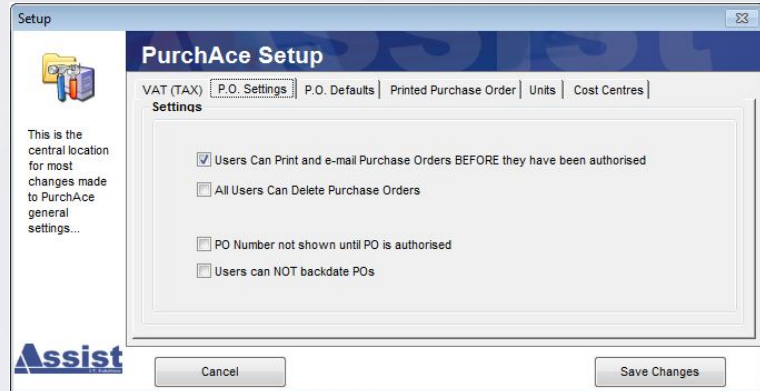 Setup
PurchAce Setup
VAT (TAX) P.O. Settings P.O. Defaults Printed Purchase Order Units Cost Centres
Settings
This is the
central location
for most
changes made
to PurchAce
general
settings...
Users Can Print and e-mail Purchase Orders BEFORE they have been authorised
All Users Can Delete Purchase Orders
PO Number not shown until PO is authorised
Users can NOT backdate POs
Assist
I.T. Solutions
Cancel Save Changes